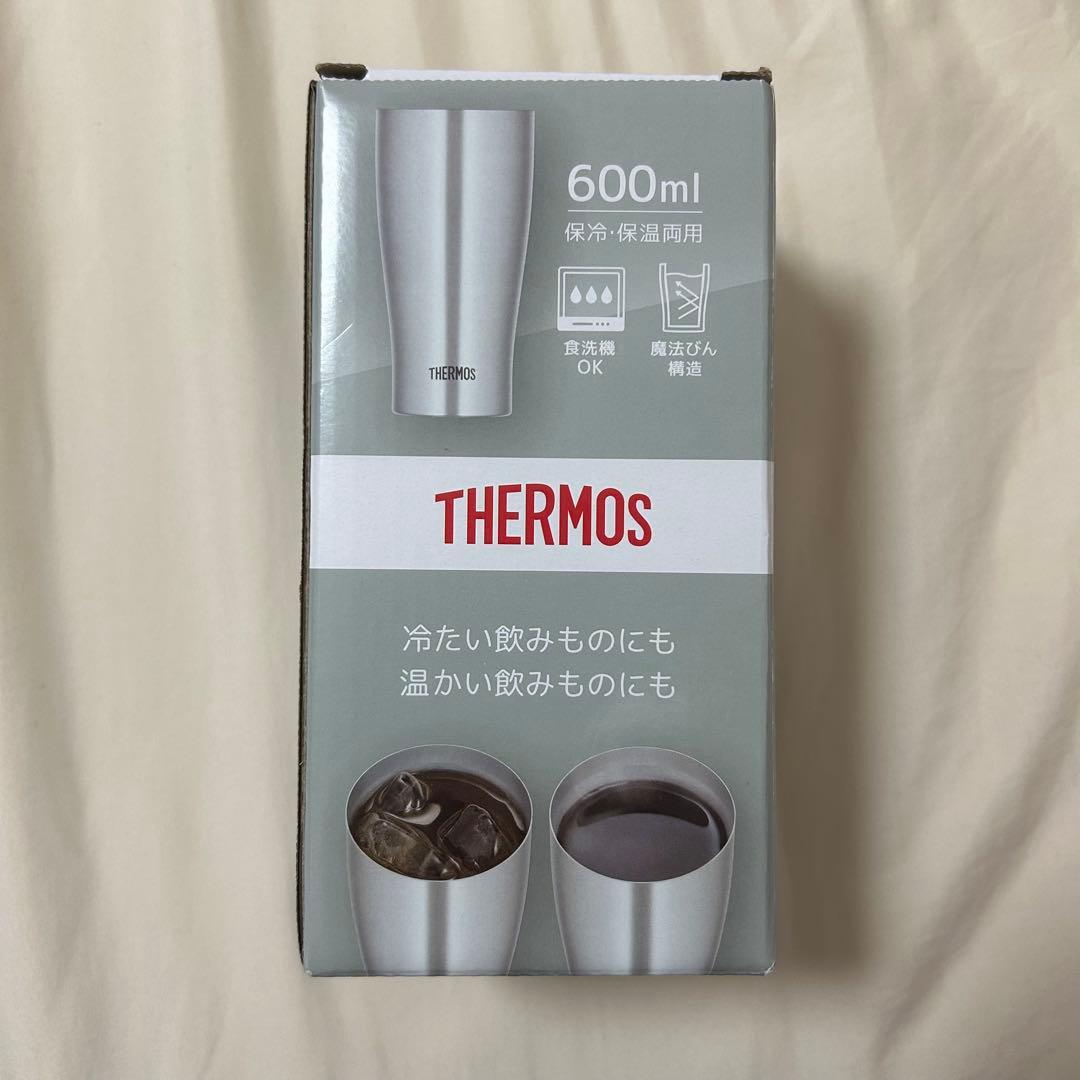 600ml
保冷·保温両用
食洗機
OK
魔法びん
構造
THERMOS
THERMOS
冷たい飲みものにも
温かい飲みものにも